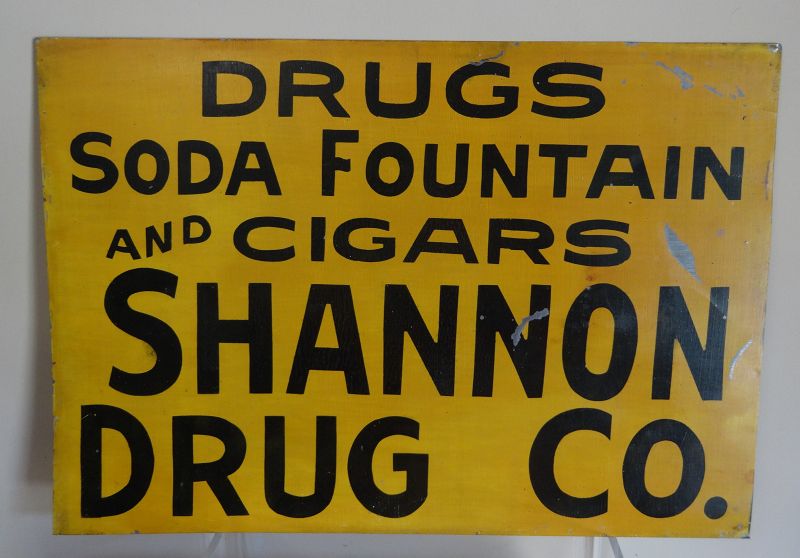 DRUGS
SODA FOUNTAIN
AND CIGARS
SHANNON
DRUG CO.